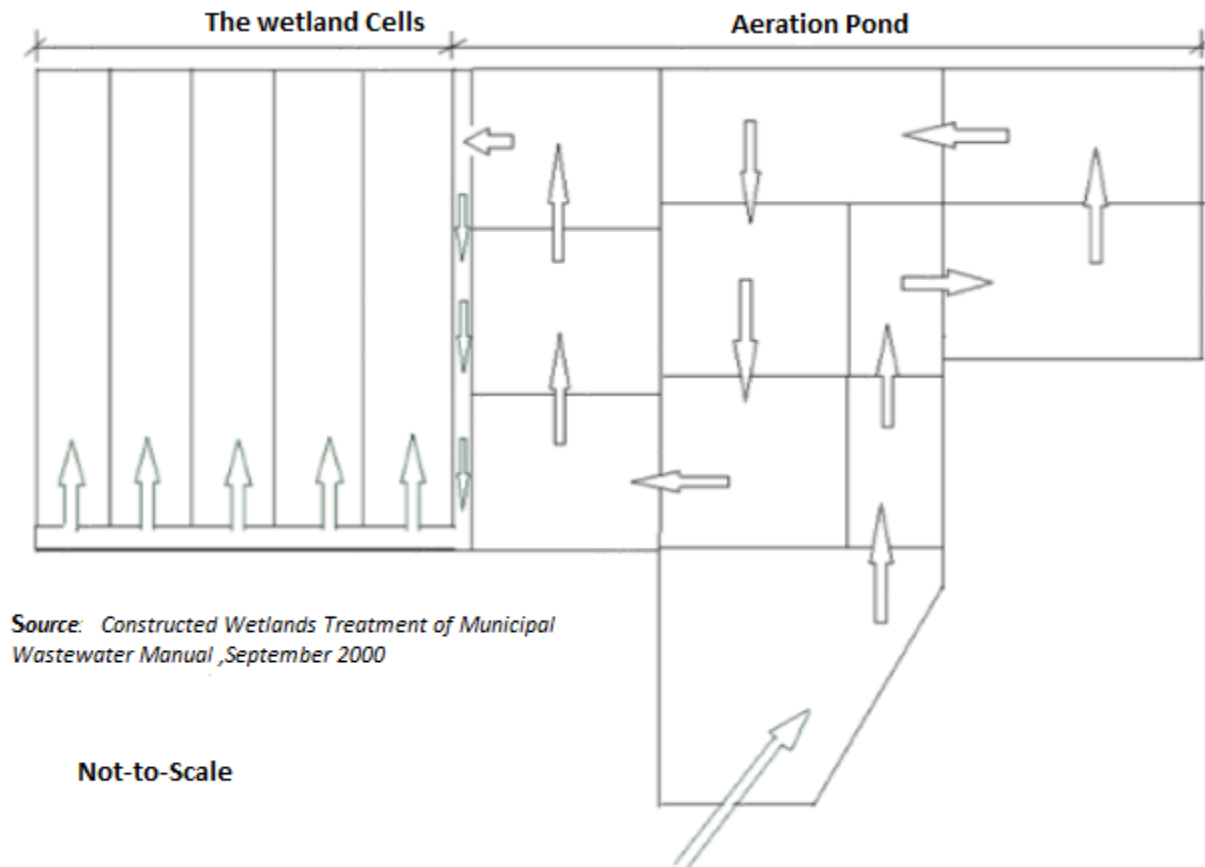 The wetland Cells
Aeration Pond
Source: Constructed Wetlands Treatment of Municipal
Wastewater Manual ,September 2000
Not-to-Scale